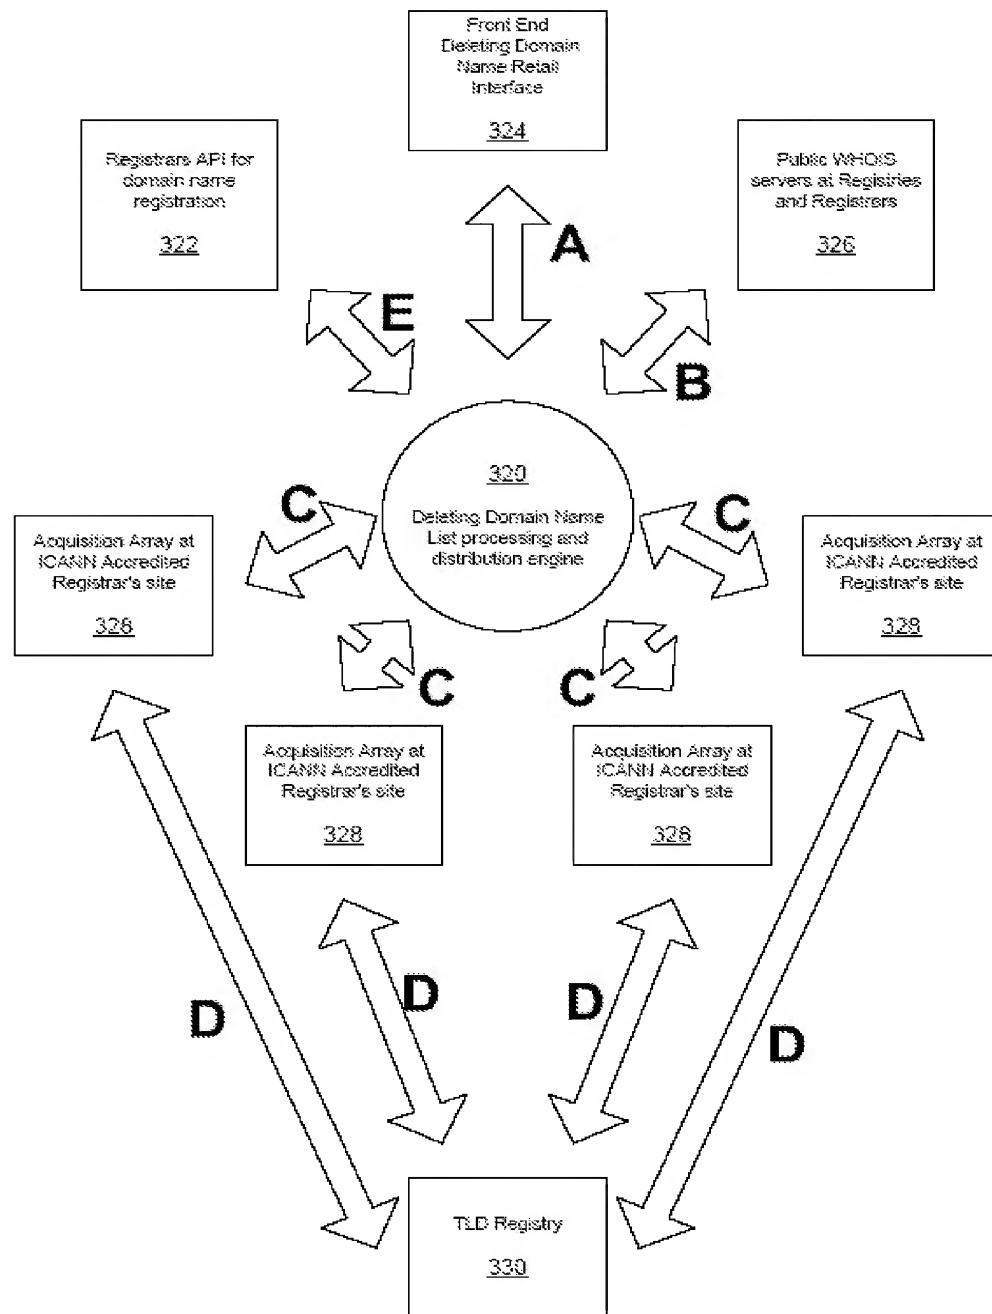 Front End
Deleting Domain
Name Retail
Interface
324
Registrars API for
domain name
registration
322
Public WHOIS
servers at Registries
and Registrars
326
A
E
B
320
Deleting Domain Name
List processing and
distribution engine
C
C
Acquisition Array at
ICANN Accredited
Registrar's site
328
Acquisition Array at
ICANN Accredited
Registrar's site
328
C
C
Acquisition Array at
ICANN Accredited
Registrar's site
328
Acquisition Array at
ICANN Accredited
Registrar's site
328
D
D
D
D
TLD Registry
330